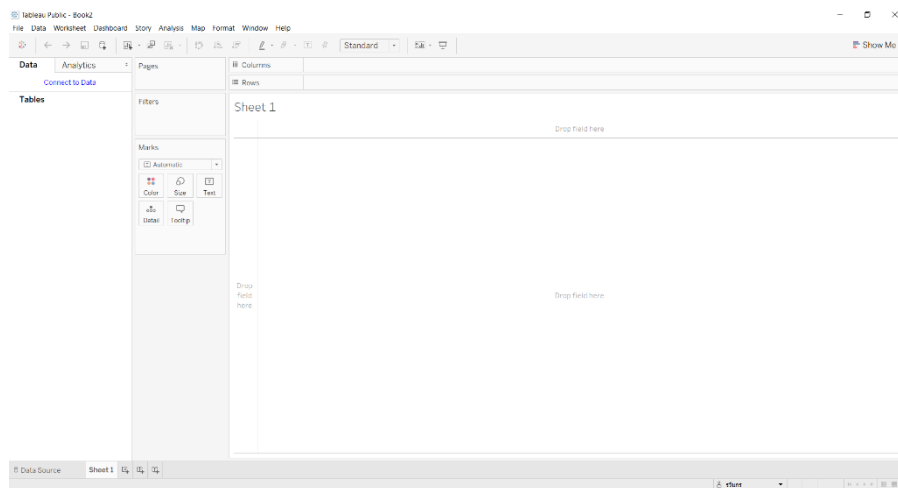 Tableau Public - Book2
File Data Worksheet Dashboard Story Analysis Map Format Window Help
Standard
Show Me
Data Analytics
Pages
Columns
Connect to Data
Rows
Tables
Filters
Sheet 1
Drop field here
Marks
Automatic
Color Size Text
Detail Tooltip
Drop
field
here
Drop field here
Data Source Sheet 1